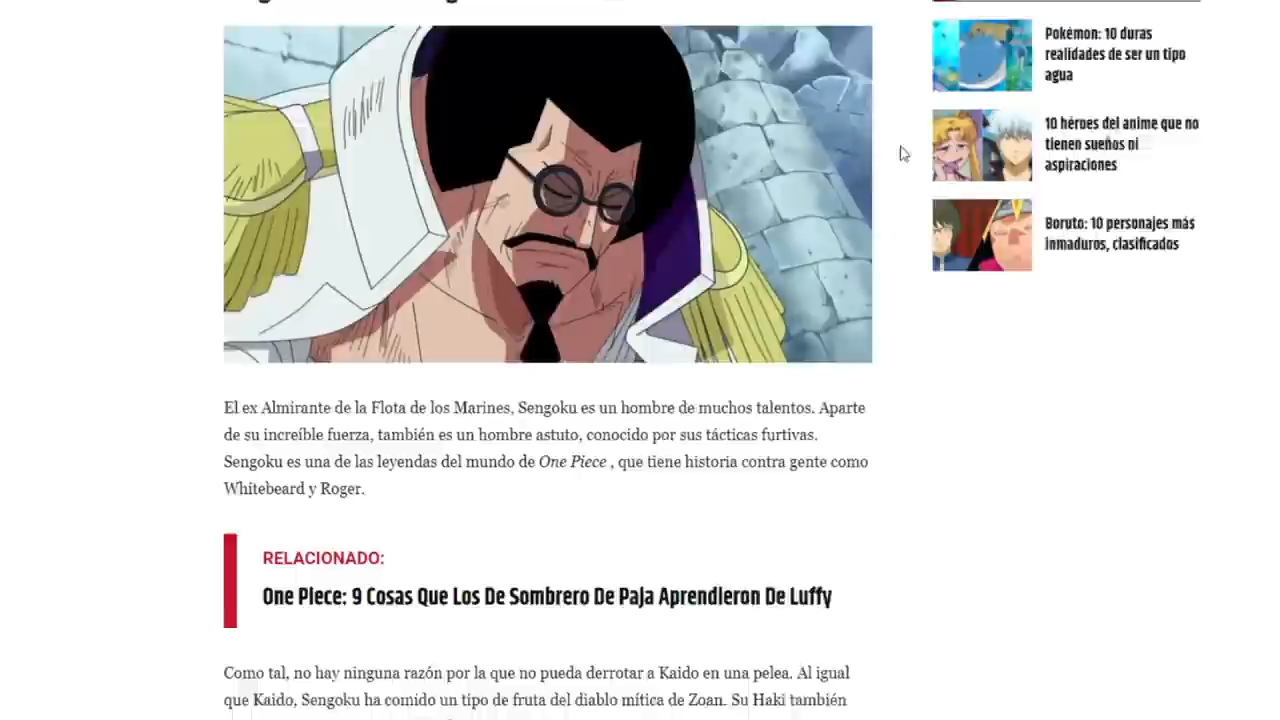 El ex Almirante de la Flota de los Marines, Sengoku es un hombre de muchos talentos. Aparte
de su increíble fuerza, también es un hombre astuto, conocido por sus tácticas furtivas.
Sengoku es una de las leyendas del mundo de One Piece , que tiene historia contra gente como
Whitebeard y Roger.
RELACIONADO:
One Piece: 9 Cosas Que Los De Sombrero De Paja Aprendieron De Luffy
Como tal, no hay ninguna razón por la que no pueda derrotar a Kaido en una pelea. Al igual
que Kaido, Sengoku ha comido un tipo de fruta del diablo mítica de Zoan. Su Haki también
Pokémon: 10 duras
realidades de ser un tipo
agua
10 héroes del anime que no
tienen sueños ni
aspiraciones
Boruto: 10 personajes más
inmaduros, clasificados